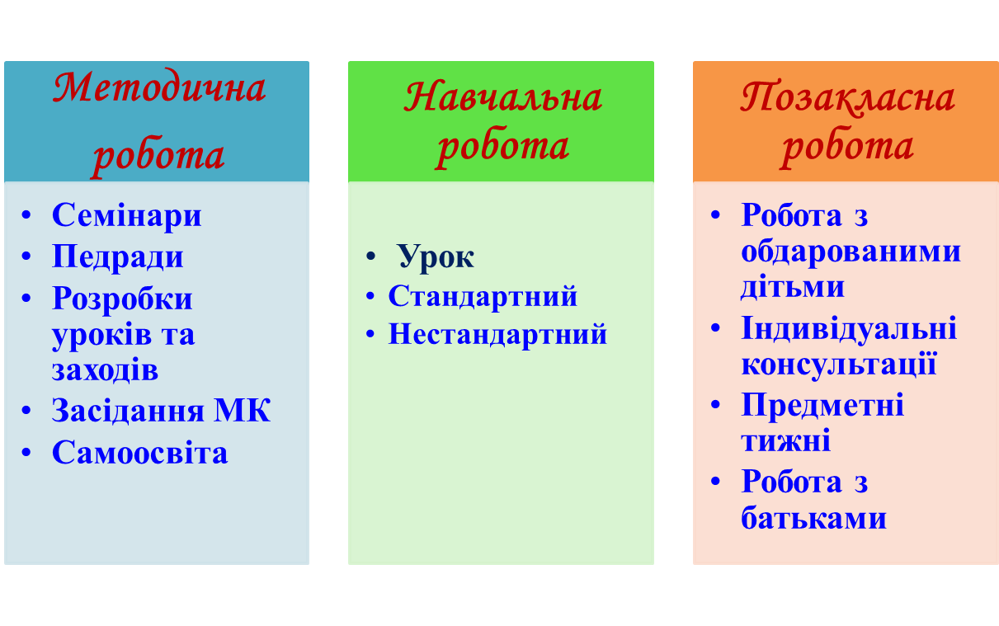 Методична
робота
• Семінари
• Педради
• Розробки
уроків та
заходів
• Засідання МК
• Самоосвіта
Навчальна
робота
• Урок
• Стандартний
• Нестандартний
Позакласна
робота
• Робота з
обдарованими
дітьми
• Індивідуальні
консультації
• Предметні
тижні
• Робота з
батьками